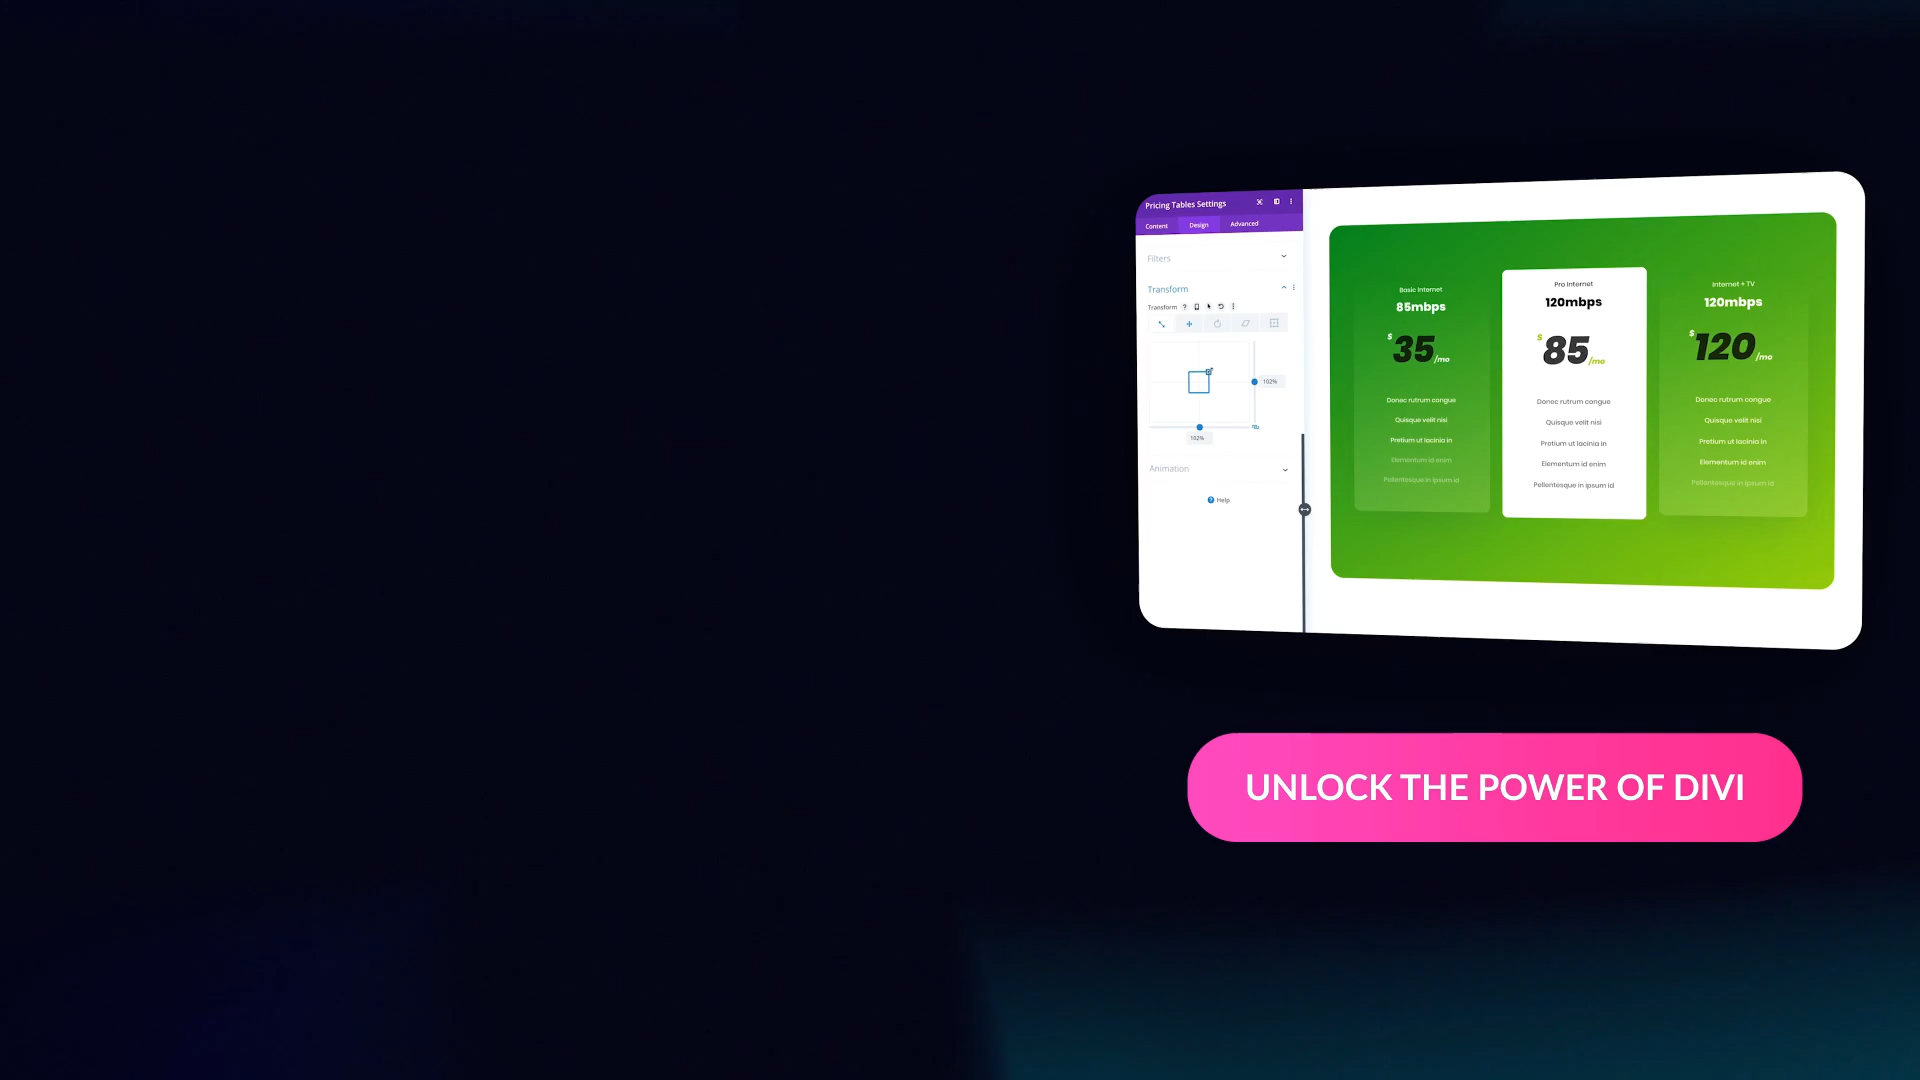 Pricing Tables Settings
Content Design Advanced
Filters
Transform
Transform ?
102%
102%
Animation
? Help
Basic Internet
85mbps
$35/mo
Donec rutrum congue
Quisque velit nisi
Pretium ut lacinia in
Elementum id enim
Pellentesque in ipsum id
Pro Internet
120mbps
$85/mo
Donec rutrum congue
Quisque velit nisi
Pretium ut lacinia in
Elementum id enim
Pellentesque in ipsum id
Internet + TV
120mbps
$120/mo
Donec rutrum congue
Quisque velit nisi
Pretium ut lacinia in
Elementum id enim
Pellentesque in ipsum id
UNLOCK THE POWER OF DIVI